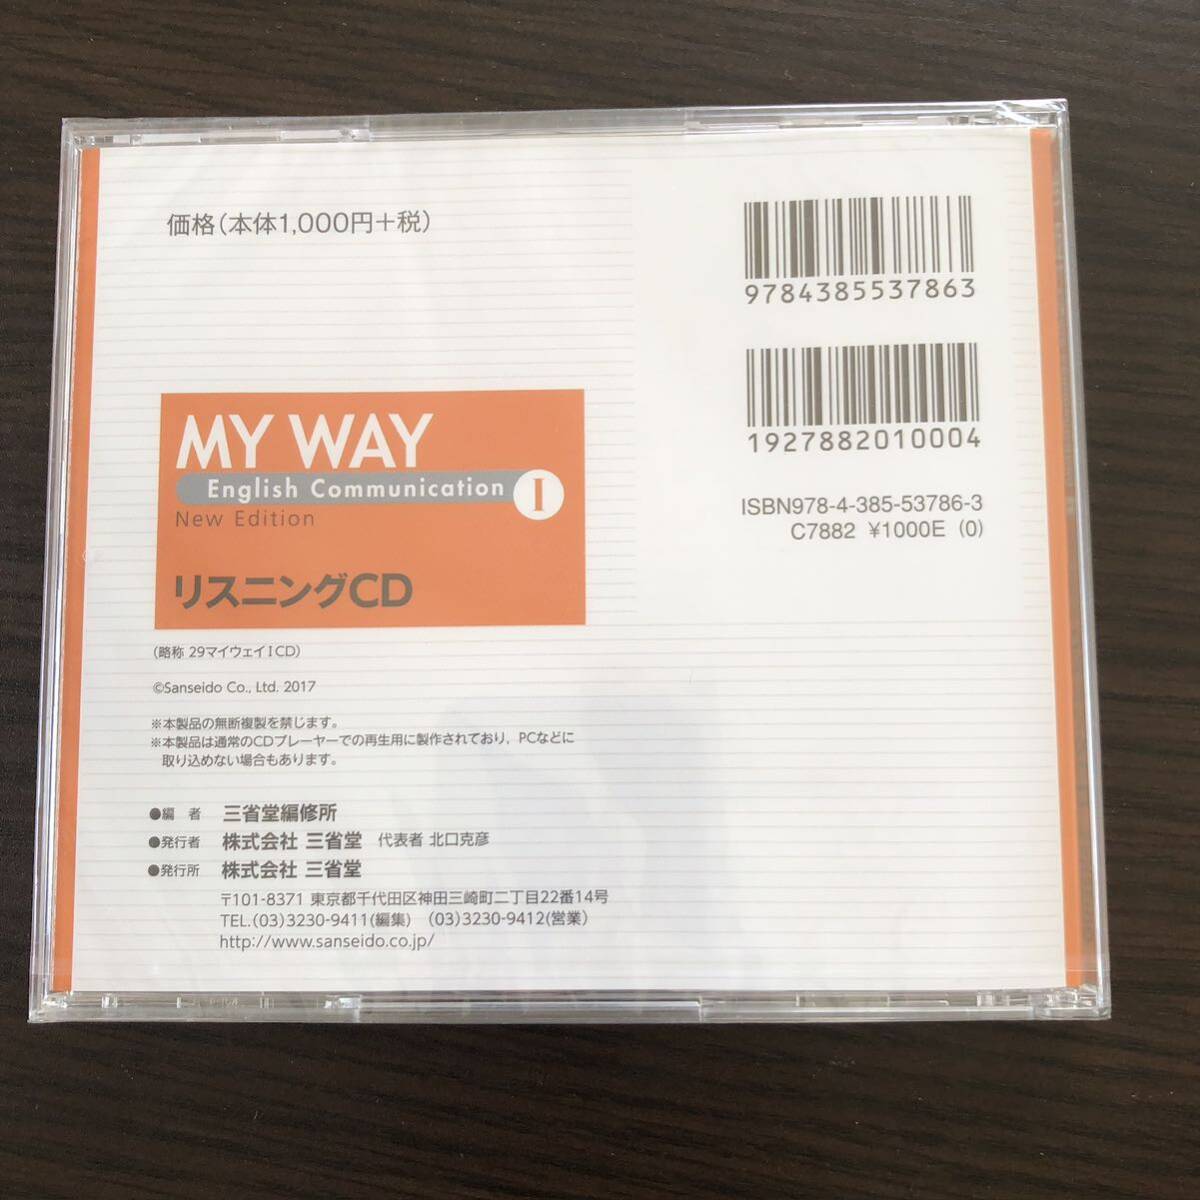 価格(本体1,000円+税)
9784385537863
1927882010004
ISBN978-4-385-53786-3
C7882 ¥1000E (0)
MY WAY
English Communication I
New Edition
リスニングCD
(略称 29マイウェイI CD)
©Sanseido Co., Ltd. 2017
※本製品の無断複製を禁じます。
※本製品は通常のCDプレーヤーでの再生用に製作されており，PCなどに
取り込めない場合もあります。
●編 者 三省堂編修所
●発行者 株式会社 三省堂 代表者 北口克彦
●発行所 株式会社 三省堂
〒101-8371 東京都千代田区神田三崎町二丁目22番14号
TEL.(03)3230-9411(編集) (03)3230-9412(営業)
http://www.sanseido.co.jp/